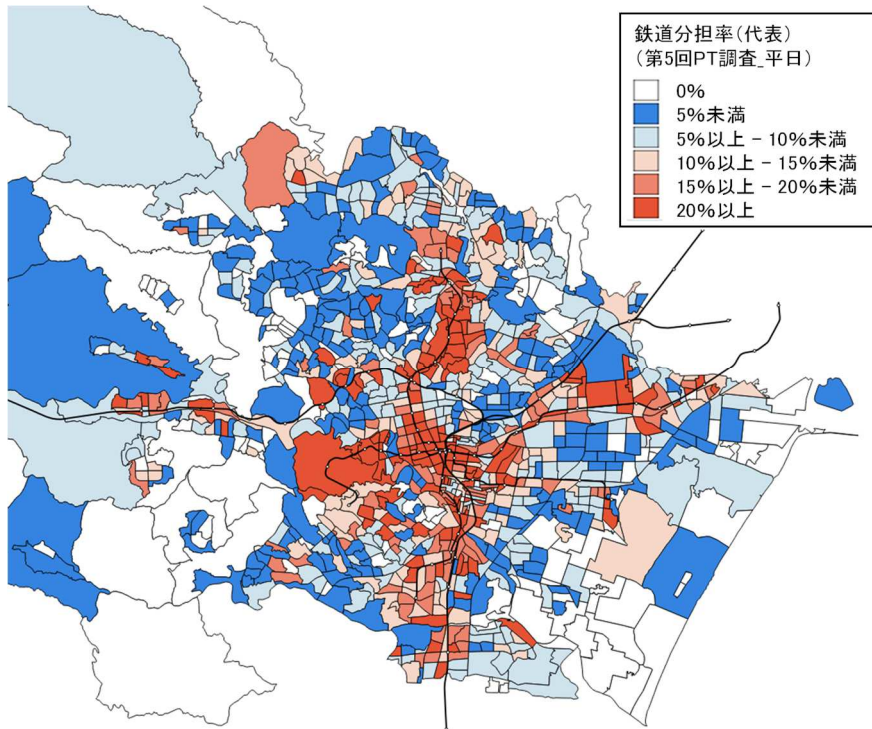 鉄道分担率(代表)
(第5回PT調査_平日)
0%
5%未満
5%以上 - 10%未満
10%以上 - 15%未満
15%以上 - 20%未満
20%以上